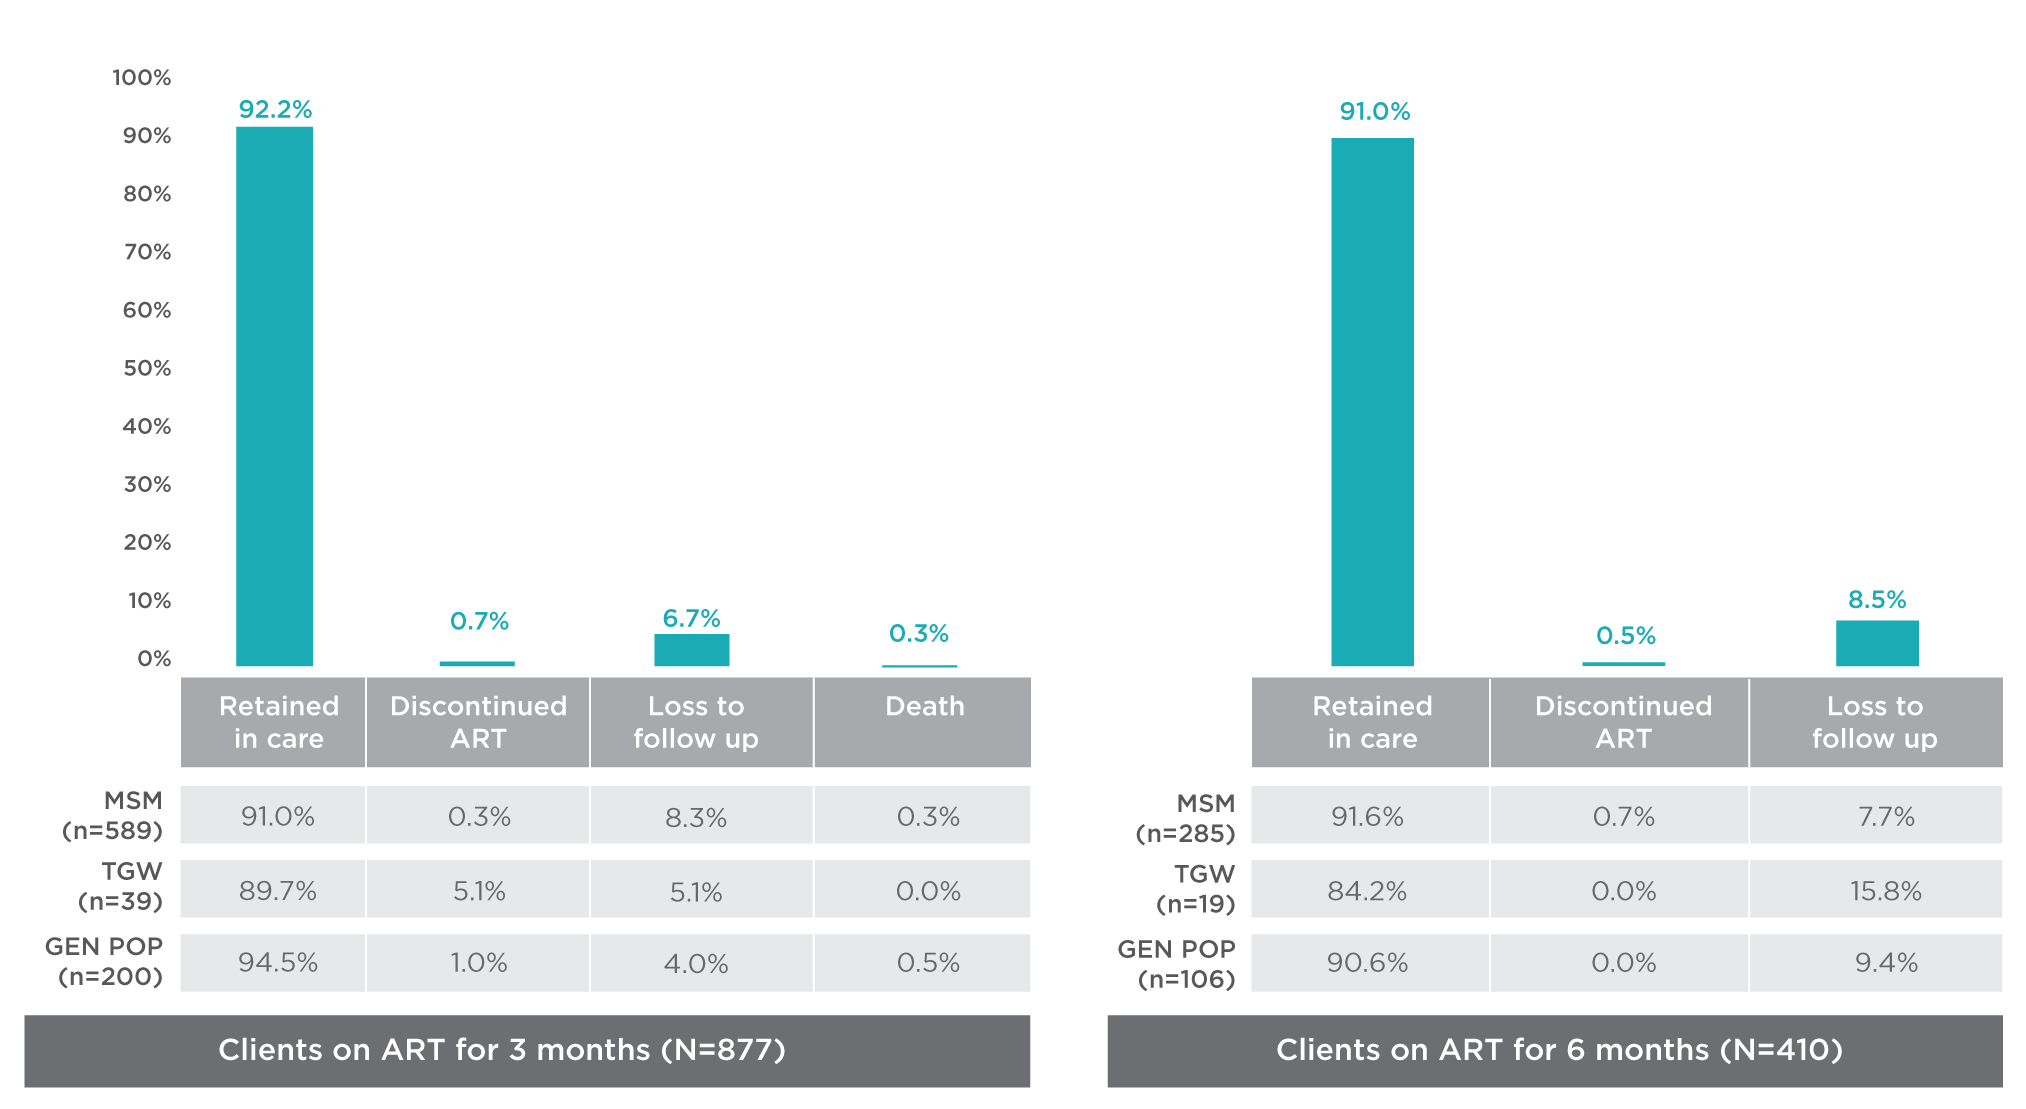 100%
90%
80%
70%
60%
50%
40%
30%
20%
10%
0%
92.2%
0.7%
6.7%
0.3%
Retained
in care
Discontinued
ART
Loss to
follow up
Death
MSM
(n=589)
91.0%
0.3%
8.3%
0.3%
TGW
(n=39)
89.7%
5.1%
5.1%
0.0%
GEN POP
(n=200)
94.5%
1.0%
4.0%
0.5%
Clients on ART for 3 months (N=877)
91.0%
0.5%
8.5%
Retained
in care
Discontinued
ART
Loss to
follow up
MSM
(n=285)
91.6%
0.7%
7.7%
TGW
(n=19)
84.2%
0.0%
15.8%
GEN POP
(n=106)
90.6%
0.0%
9.4%
Clients on ART for 6 months (N=410)